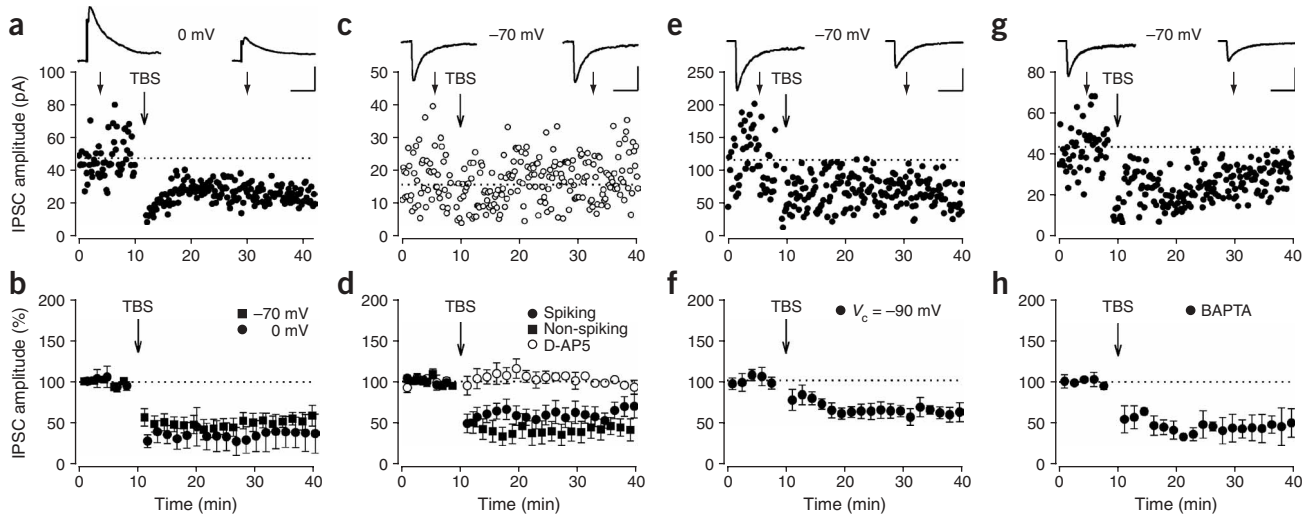 a
0 mV
TBS
IPSC amplitude (pA)
100
80
60
40
20
0
0 10 20 30 40
c
–70 mV
TBS
50
40
30
20
10
0
0 10 20 30 40
e
–70 mV
TBS
250
200
150
100
50
0
0 10 20 30 40
g
–70 mV
TBS
80
60
40
20
0
0 10 20 30 40
b
TBS
–70 mV
0 mV
IPSC amplitude (%)
200
150
100
50
0
0 10 20 30 40
Time (min)
d
TBS
Spiking
Non-spiking
D-AP5
200
150
100
50
0
0 10 20 30 40
Time (min)
f
TBS
Vc = –90 mV
200
150
100
50
0
0 10 20 30 40
Time (min)
h
TBS
BAPTA
200
150
100
50
0
0 10 20 30 40
Time (min)